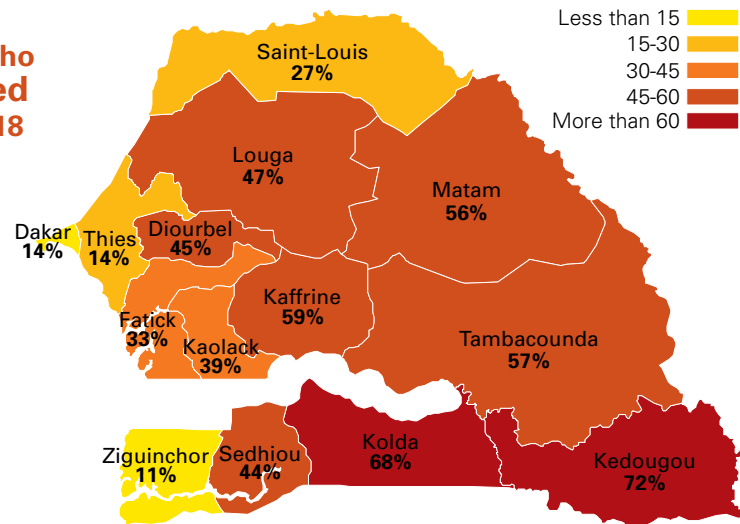 ho
ed
18
Less than 15
15-30
30-45
45-60
More than 60
Saint-Louis
27%
Louga
47%
Matam
56%
Dakar
14%
Thies
14%
Diourbel
45%
Kaffrine
59%
Fatick
33%
Kaolack
39%
Tambacounda
57%
Ziguinchor
11%
Sedhiou
44%
Kolda
68%
Kedougou
72%